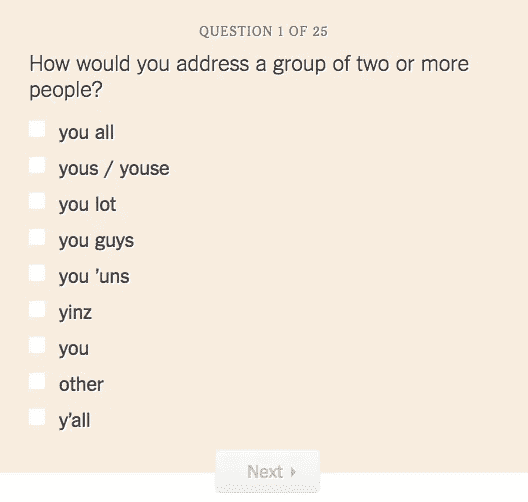 QUESTION 1 OF 25
How would you address a group of two or more
people?
you all
yous / youse
you lot
you guys
you 'uns
yinz
you
other
y'all
Next